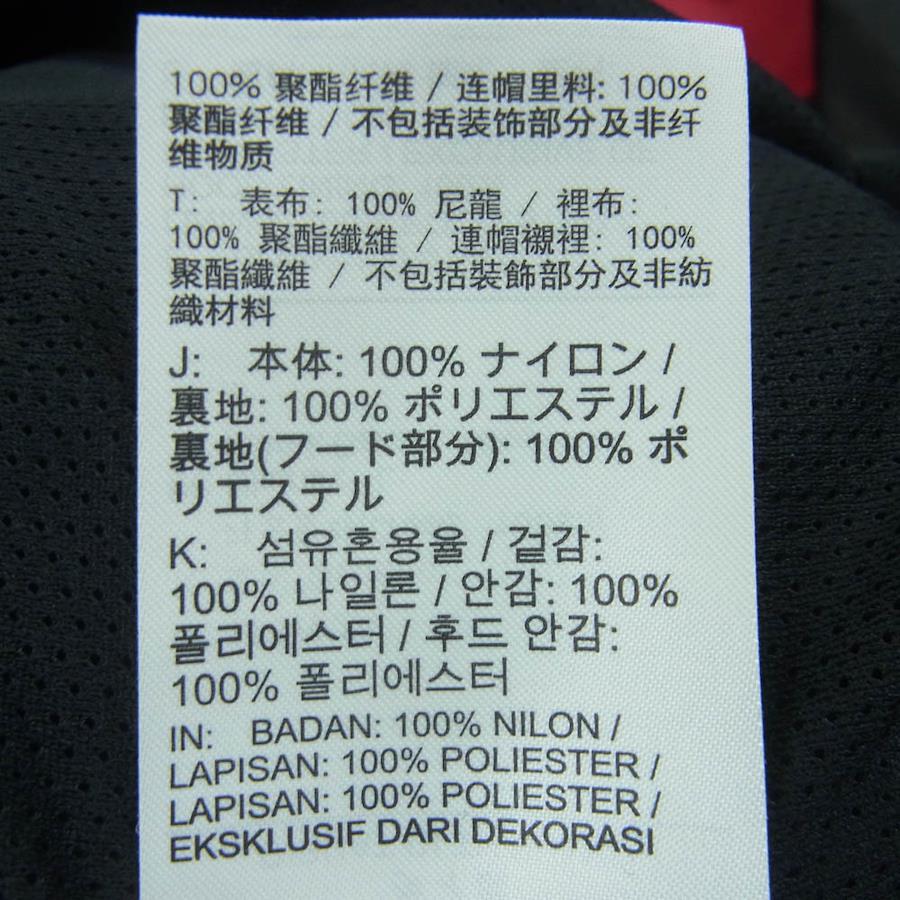 100% 聚酯纤维 / 连帽里料: 100%
聚酯纤维 / 不包括装饰部分及非纤
维物质
T: 表布: 100% 尼龍 / 裡布:
100% 聚酯纖維 / 連帽襯裡: 100%
聚酯纖維 / 不包括裝飾部分及非紡
織材料
J: 本体: 100% ナイロン /
裏地: 100% ポリエステル /
裏地(フード部分): 100% ポ
リエステル
K: 섬유혼용율 / 겉감:
100% 나일론 / 안감: 100%
폴리에스터 / 후드 안감:
100% 폴리에스터
IN: BADAN: 100% NILON /
LAPISAN: 100% POLIESTER /
LAPISAN: 100% POLIESTER /
EKSKLUSIF DARI DEKORASI